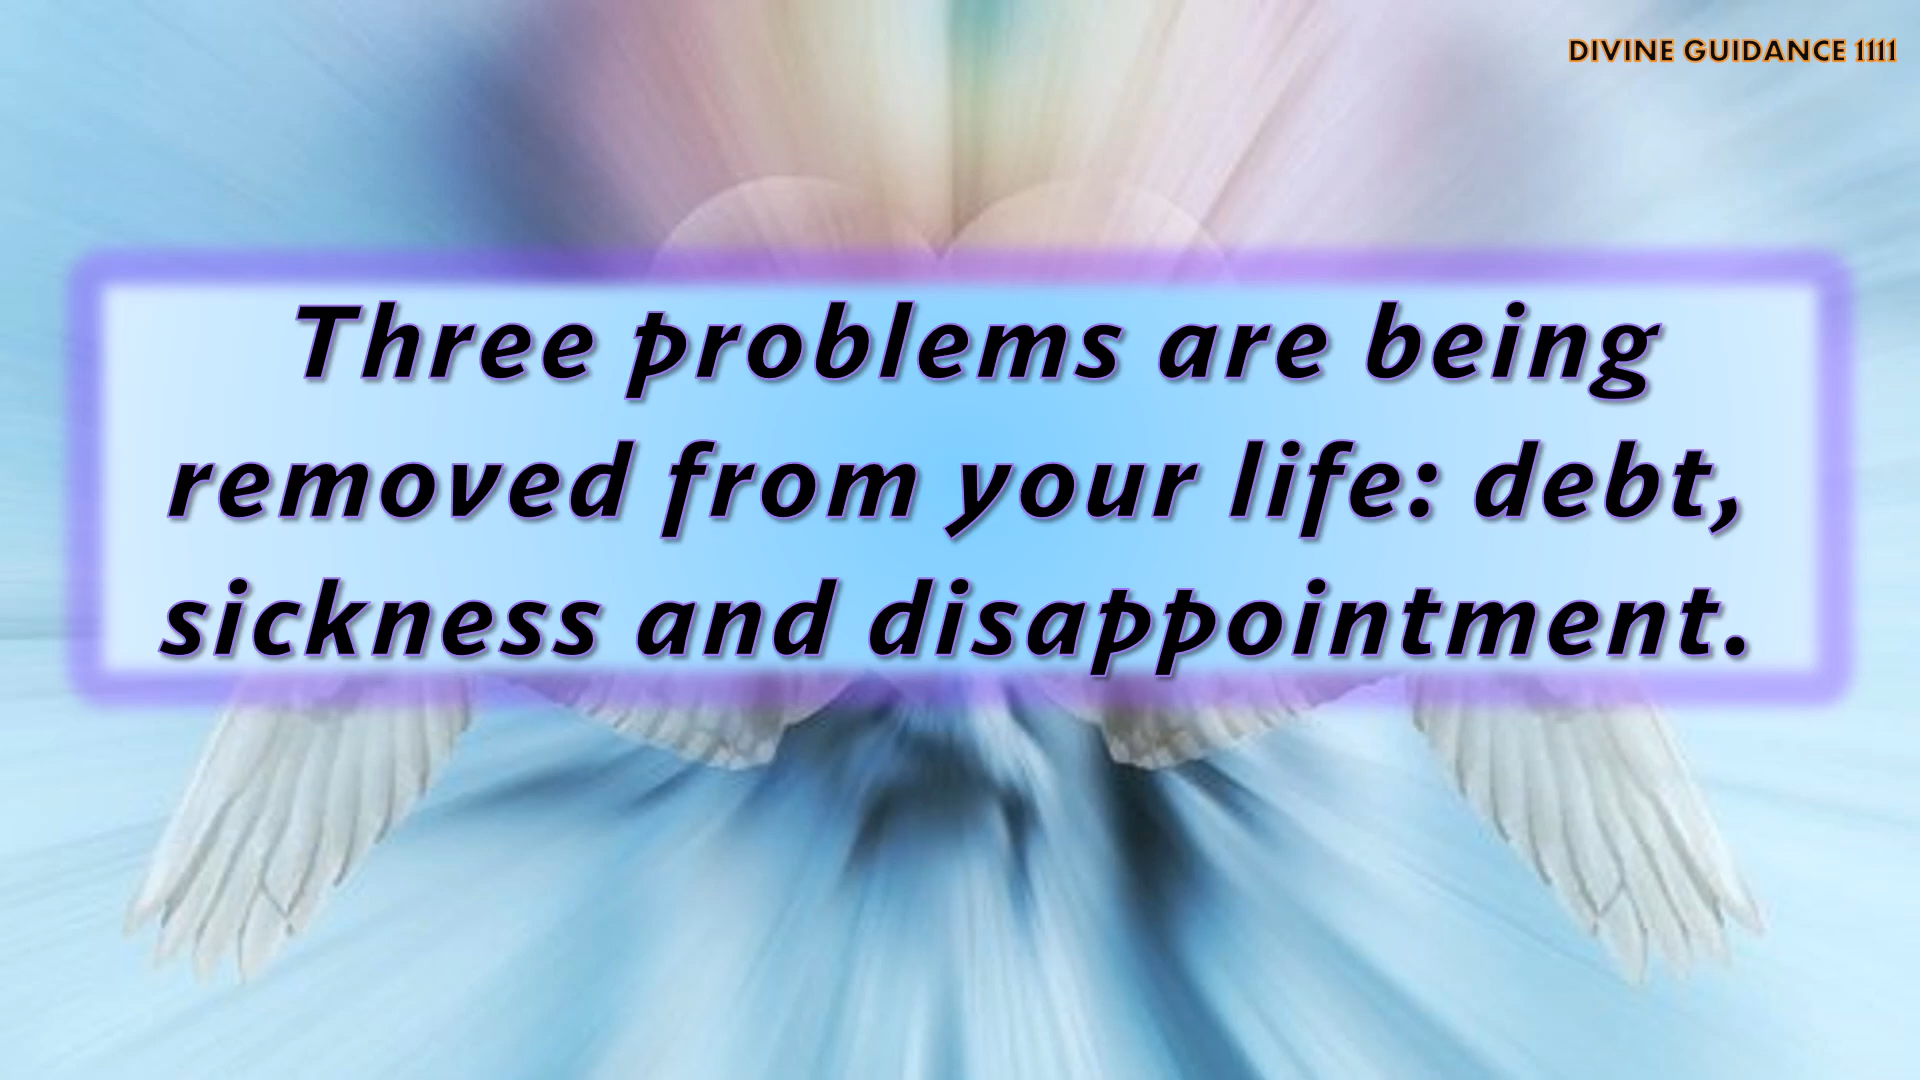 DIVINE GUIDANCE 1111
Three problems are being
removed from your life: debt,
sickness and disappointment.